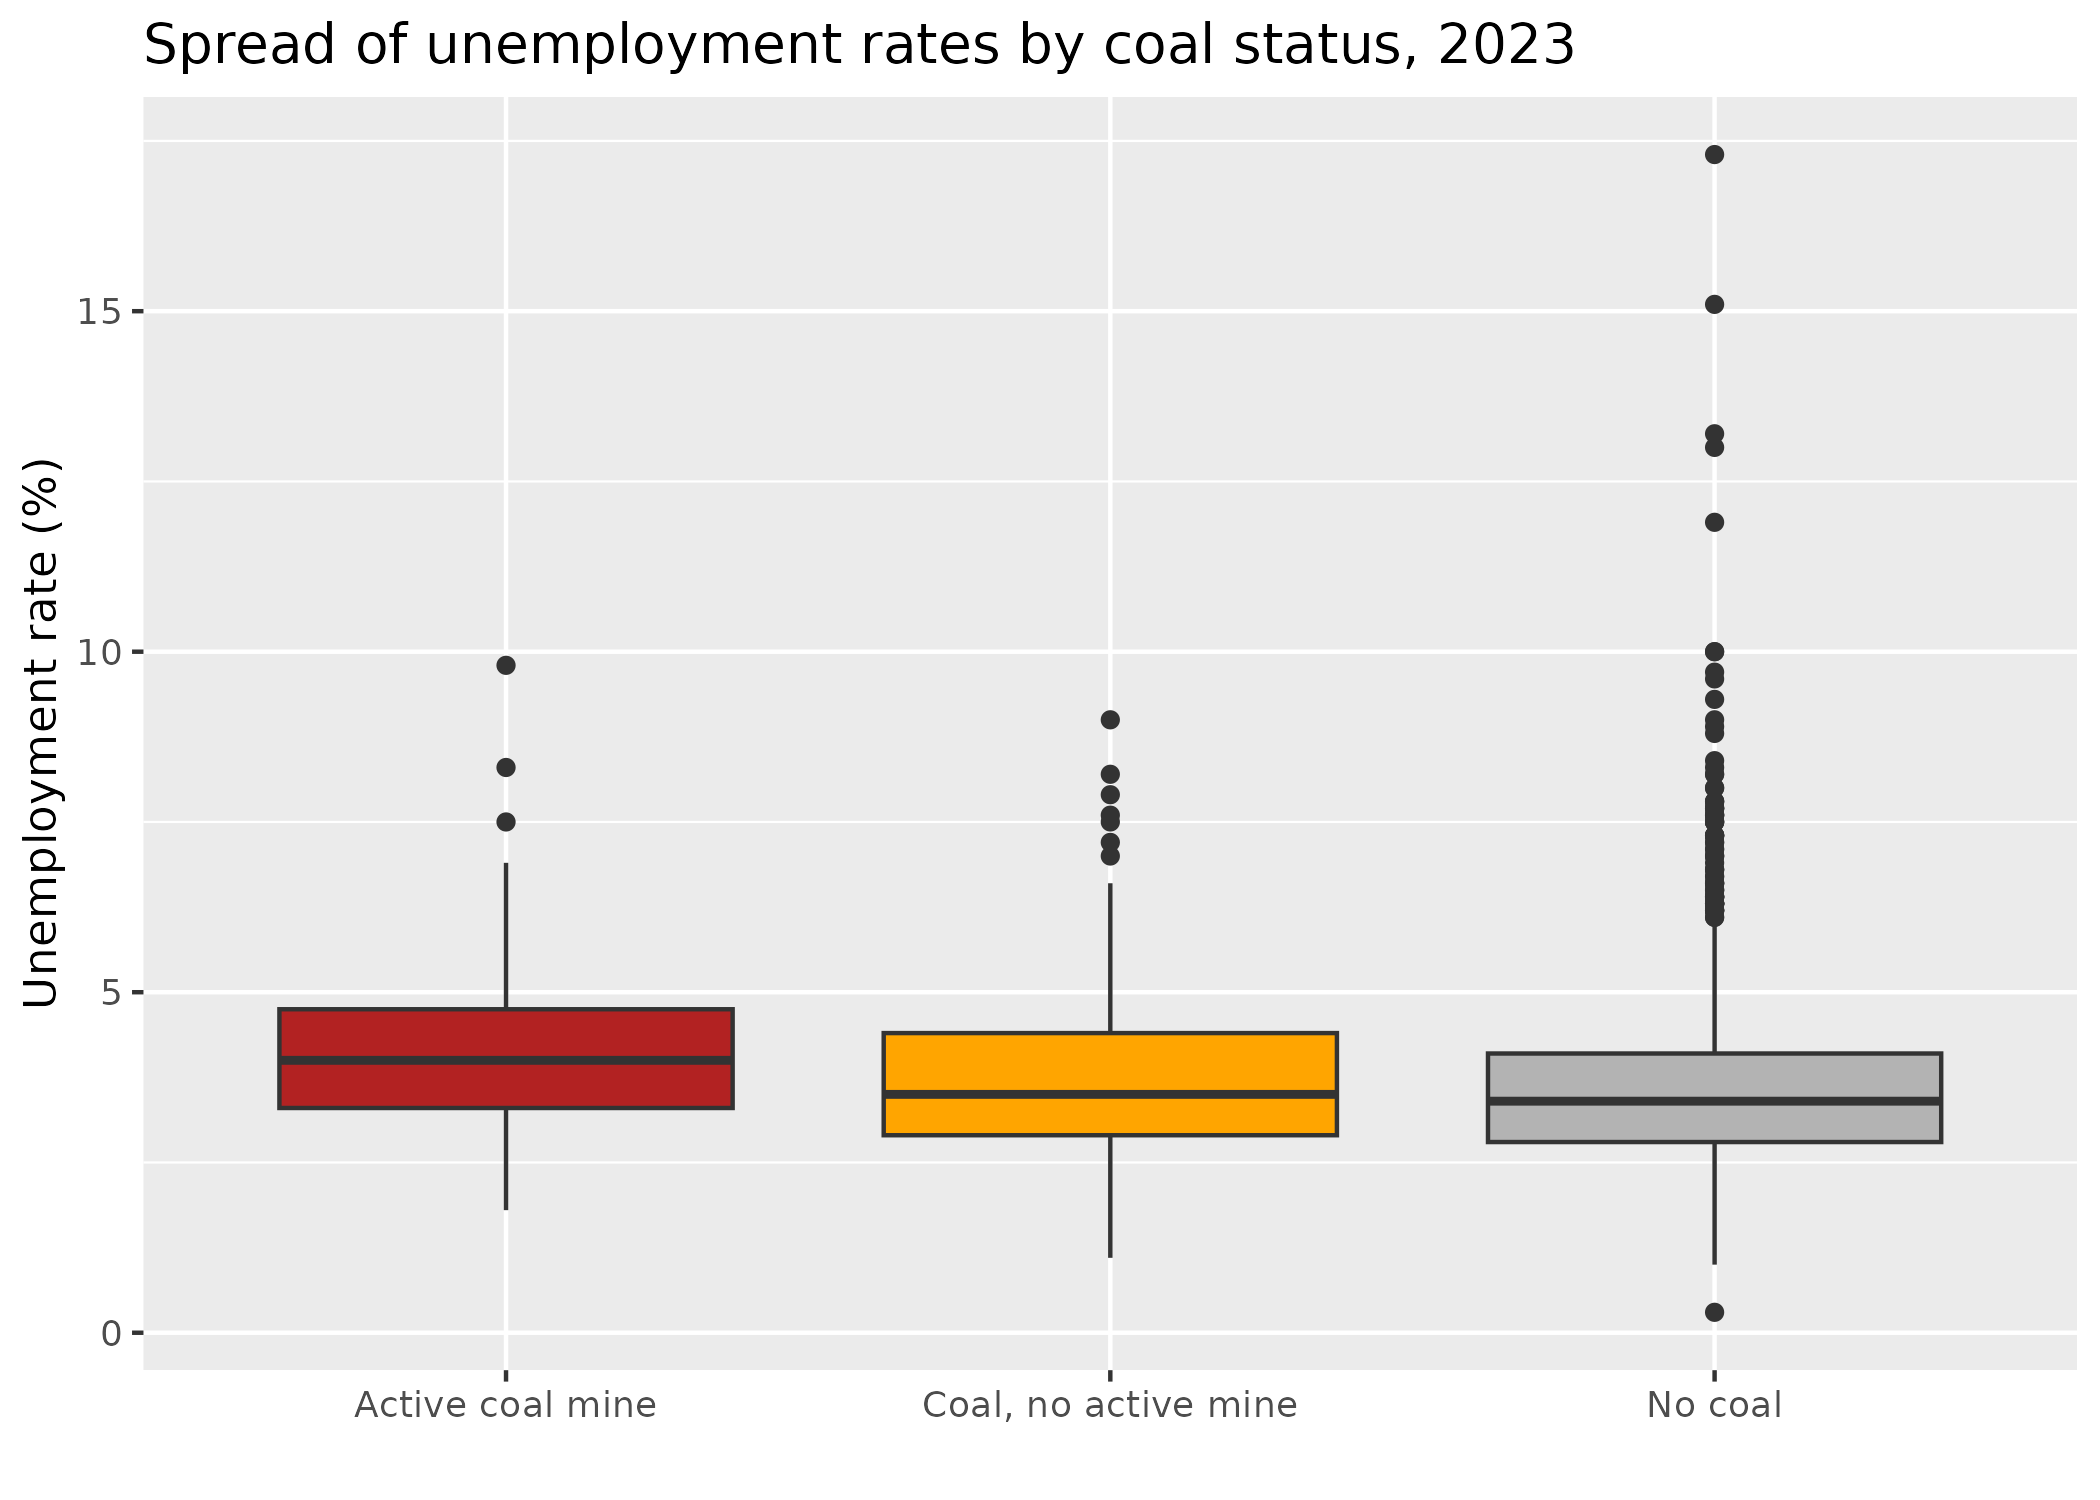 Spread of unemployment rates by coal status, 2023
Unemployment rate (%)
15
10
5
0
Active coal mine
Coal, no active mine
No coal